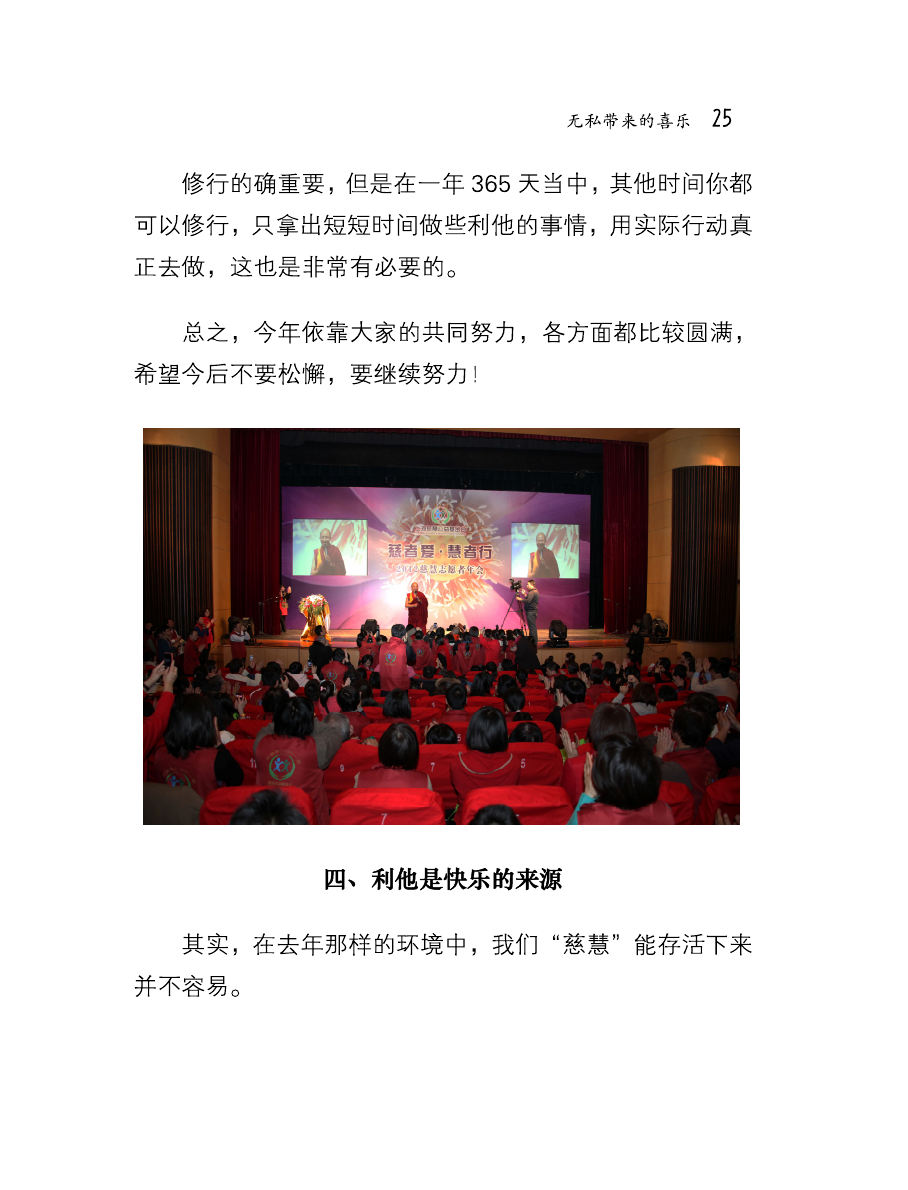 无私带来的喜乐 25
修行的确重要，但是在一年 365 天当中，其他时间你都
可以修行，只拿出短短时间做些利他的事情，用实际行动真
正去做，这也是非常有必要的。
总之，今年依靠大家的共同努力，各方面都比较圆满，
希望今后不要松懈，要继续努力！
慈者爱·慧者行
慈慧志愿者年会
9
7
5
7
四、利他是快乐的来源
其实，在去年那样的环境中，我们“慈慧”能存活下来
并不容易。